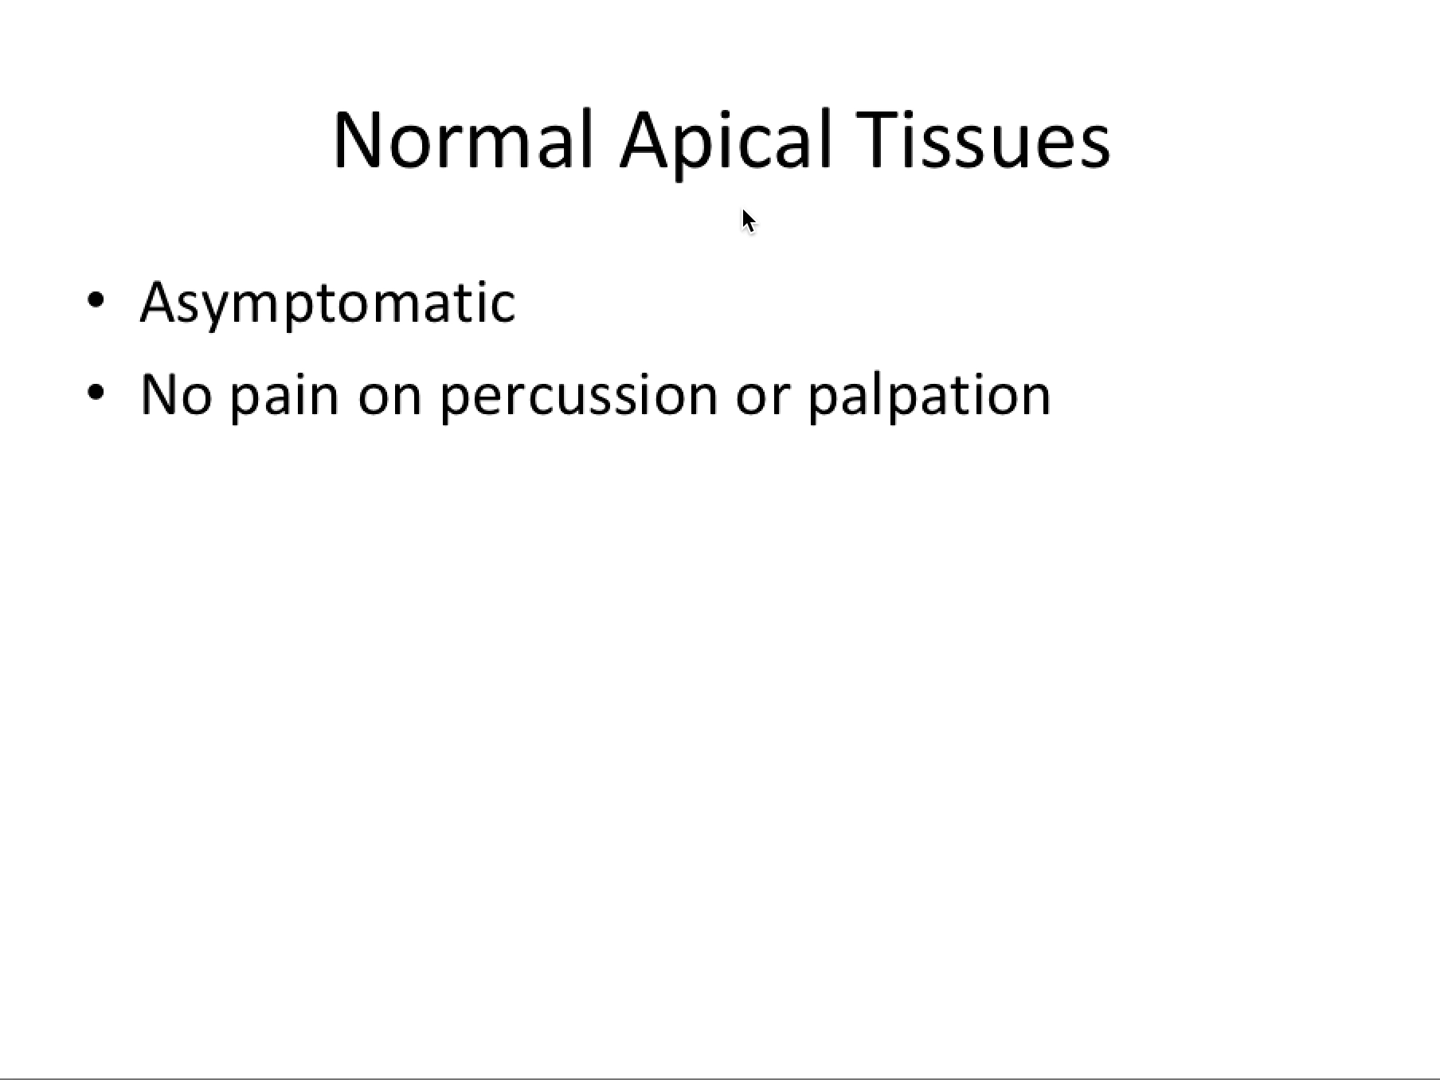 Normal Apical Tissues
• Asymptomatic
• No pain on percussion or palpation